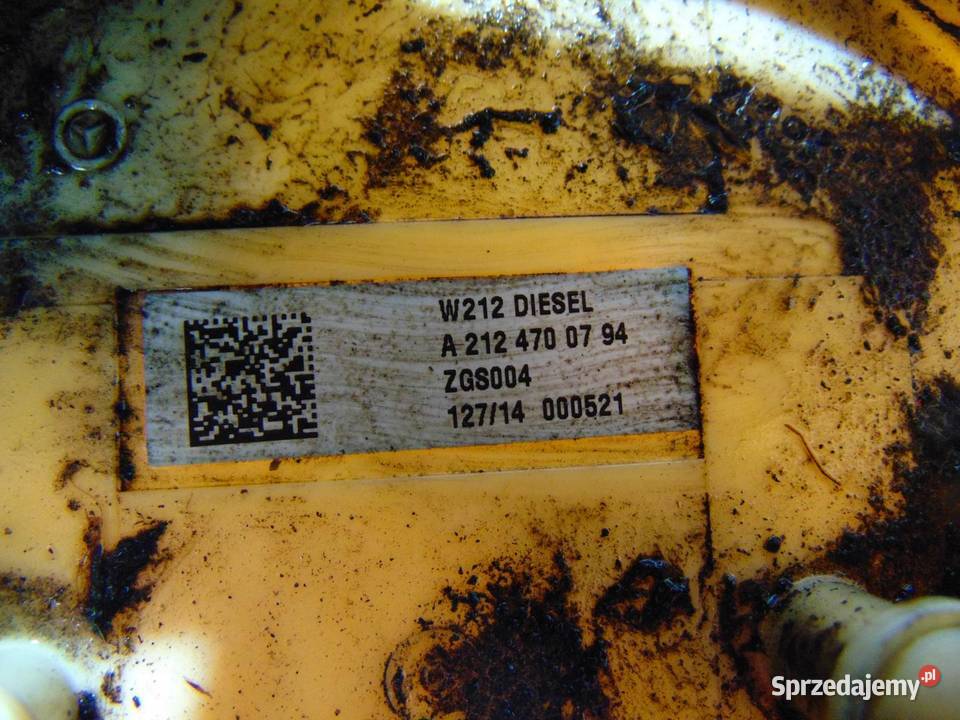 W212 DIESEL
A 212 470 07 94
ZGS004
127/14 000521
Sprzedajemy.pl